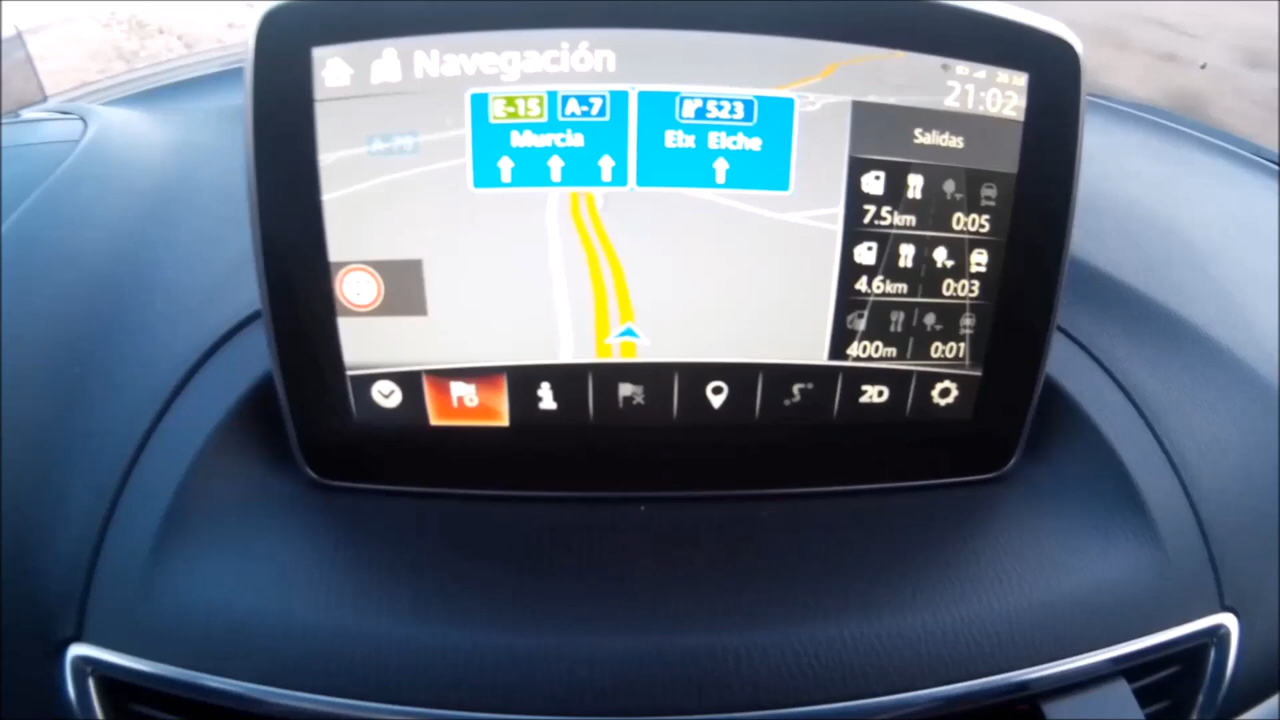 Navegación
21:02
E-15 A-7
Murcia
523
Elx Elche
A-70
Salidas
7.5km 0:05
4.6km 0:03
400m 0:01
2D